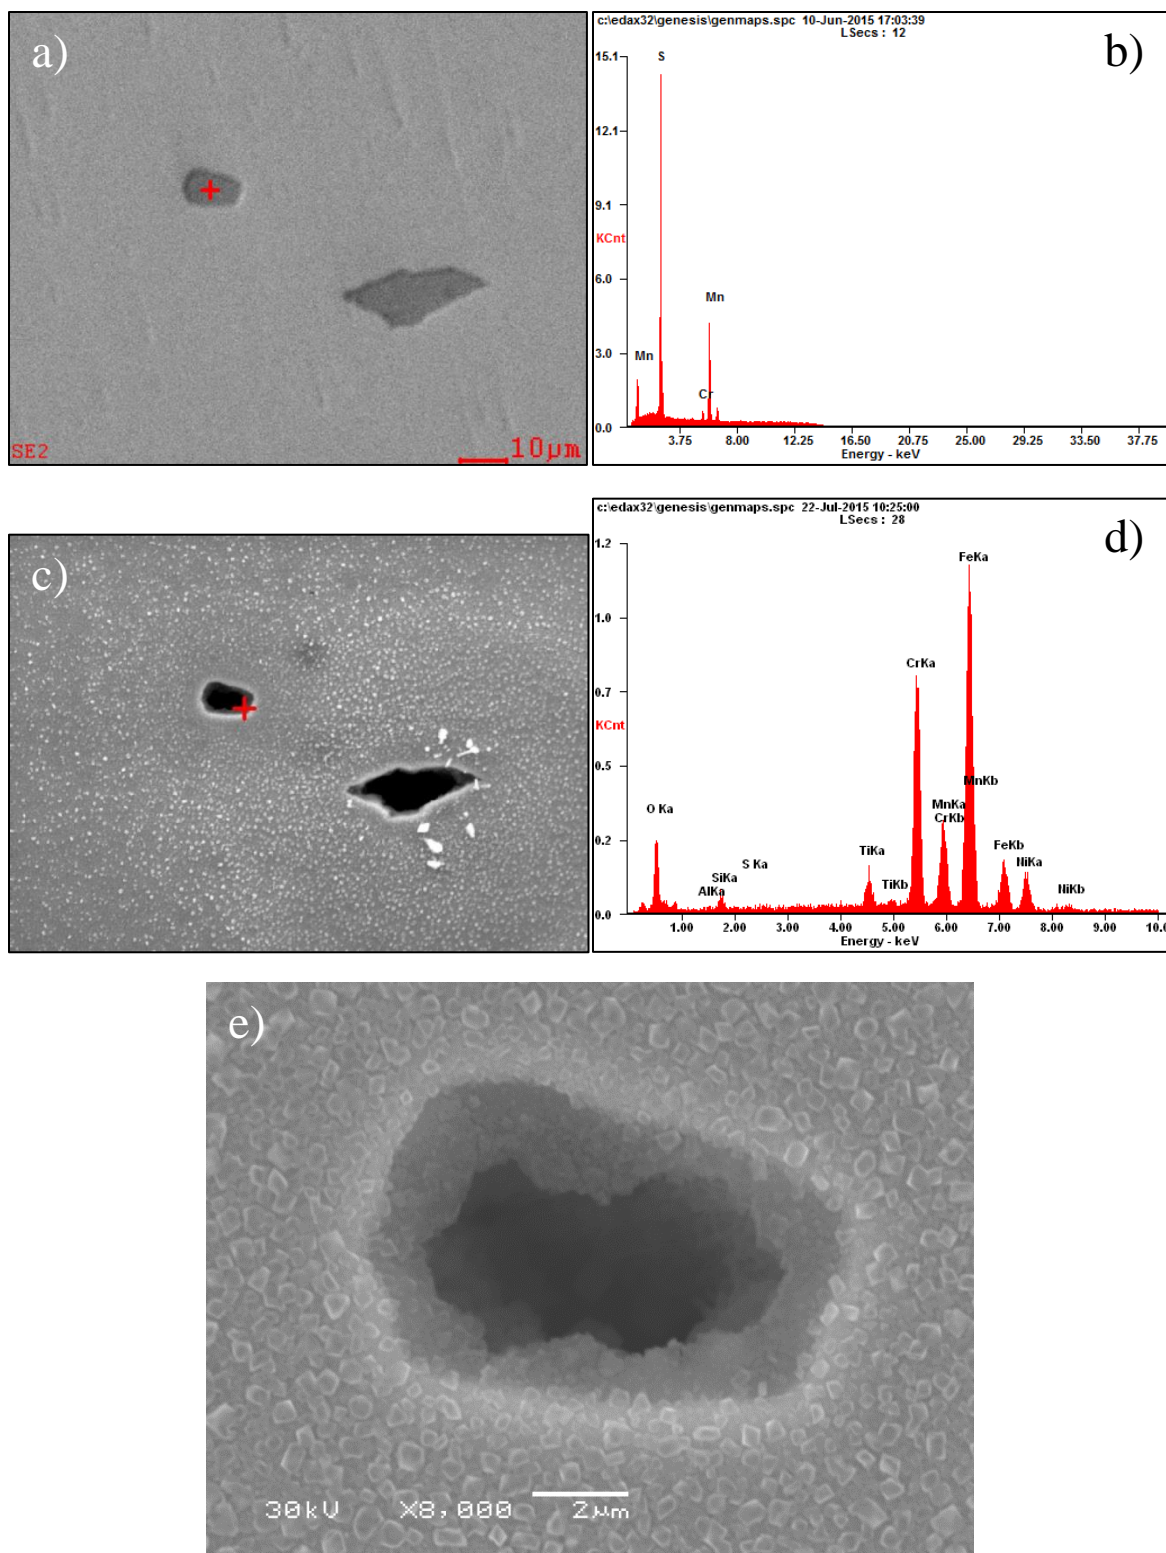 a)
SE2
10µm
c:\edax32\genesis\genmaps.spc 10-Jun-2015 17:03:39
LSecs : 12
b)
15.1
12.1
9.1
KCnt
6.0
3.0
0.0
S
Mn
Cr
Mn
3.75 8.00 12.25 16.50 20.75 25.00 29.25 33.50 37.75
Energy - keV
c)
c:\edax32\genesis\genmaps.spc 22-Jul-2015 10:25:00
LSecs : 28
d)
1.2
1.0
0.7
KCnt
0.5
0.2
0.0
FeKa
CrKa
MnKb
MnKa
CrKb
O Ka
TiKa
FeKb
S Ka
NiKa
SiKa
TiKb
AlKa
NiKb
1.00 2.00 3.00 4.00 5.00 6.00 7.00 8.00 9.00 10.0
Energy - keV
e)
30kV X8,000 2µm